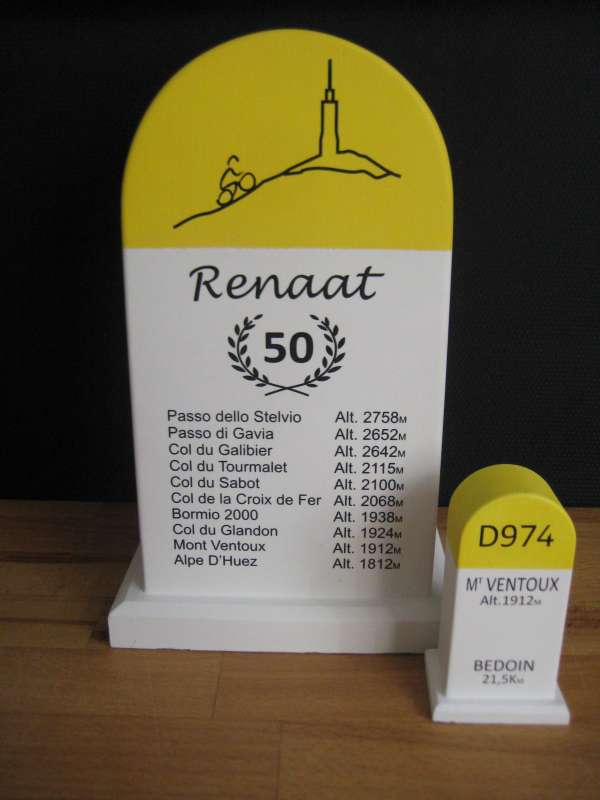 Renaat
50
Passo dello Stelvio Alt. 2758M
Passo di Gavia Alt. 2652M
Col du Galibier Alt. 2642M
Col du Tourmalet Alt. 2115M
Col du Sabot Alt. 2100M
Col de la Croix de Fer Alt. 2068M
Bormio 2000 Alt. 1938M
Col du Glandon Alt. 1924M
Mont Ventoux Alt. 1912M
Alpe D'Huez Alt. 1812M
D974
MT VENTOUX
Alt.1912M
BEDOIN
21,5KM